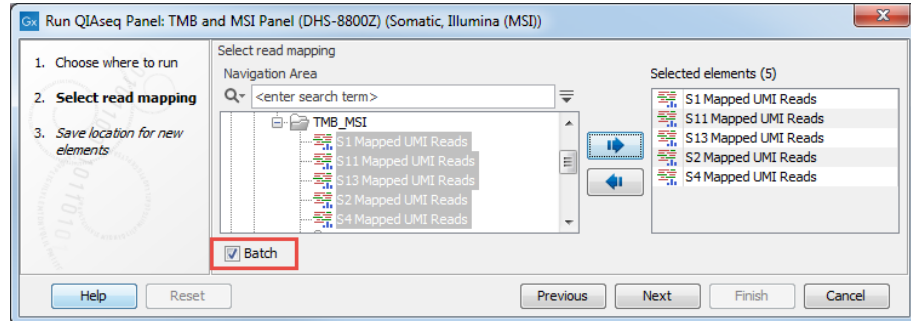 Gx Run QIAseq Panel: TMB and MSI Panel (DHS-8800Z) (Somatic, Illumina (MSI))
1. Choose where to run
2. Select read mapping
3. Save location for new
elements
Select read mapping
Navigation Area
<enter search term>
TMB_MSI
S1 Mapped UMI Reads
S11 Mapped UMI Reads
S13 Mapped UMI Reads
S2 Mapped UMI Reads
S4 Mapped UMI Reads
Batch
Selected elements (5)
S1 Mapped UMI Reads
S11 Mapped UMI Reads
S13 Mapped UMI Reads
S2 Mapped UMI Reads
S4 Mapped UMI Reads
Help Reset Previous Next Finish Cancel